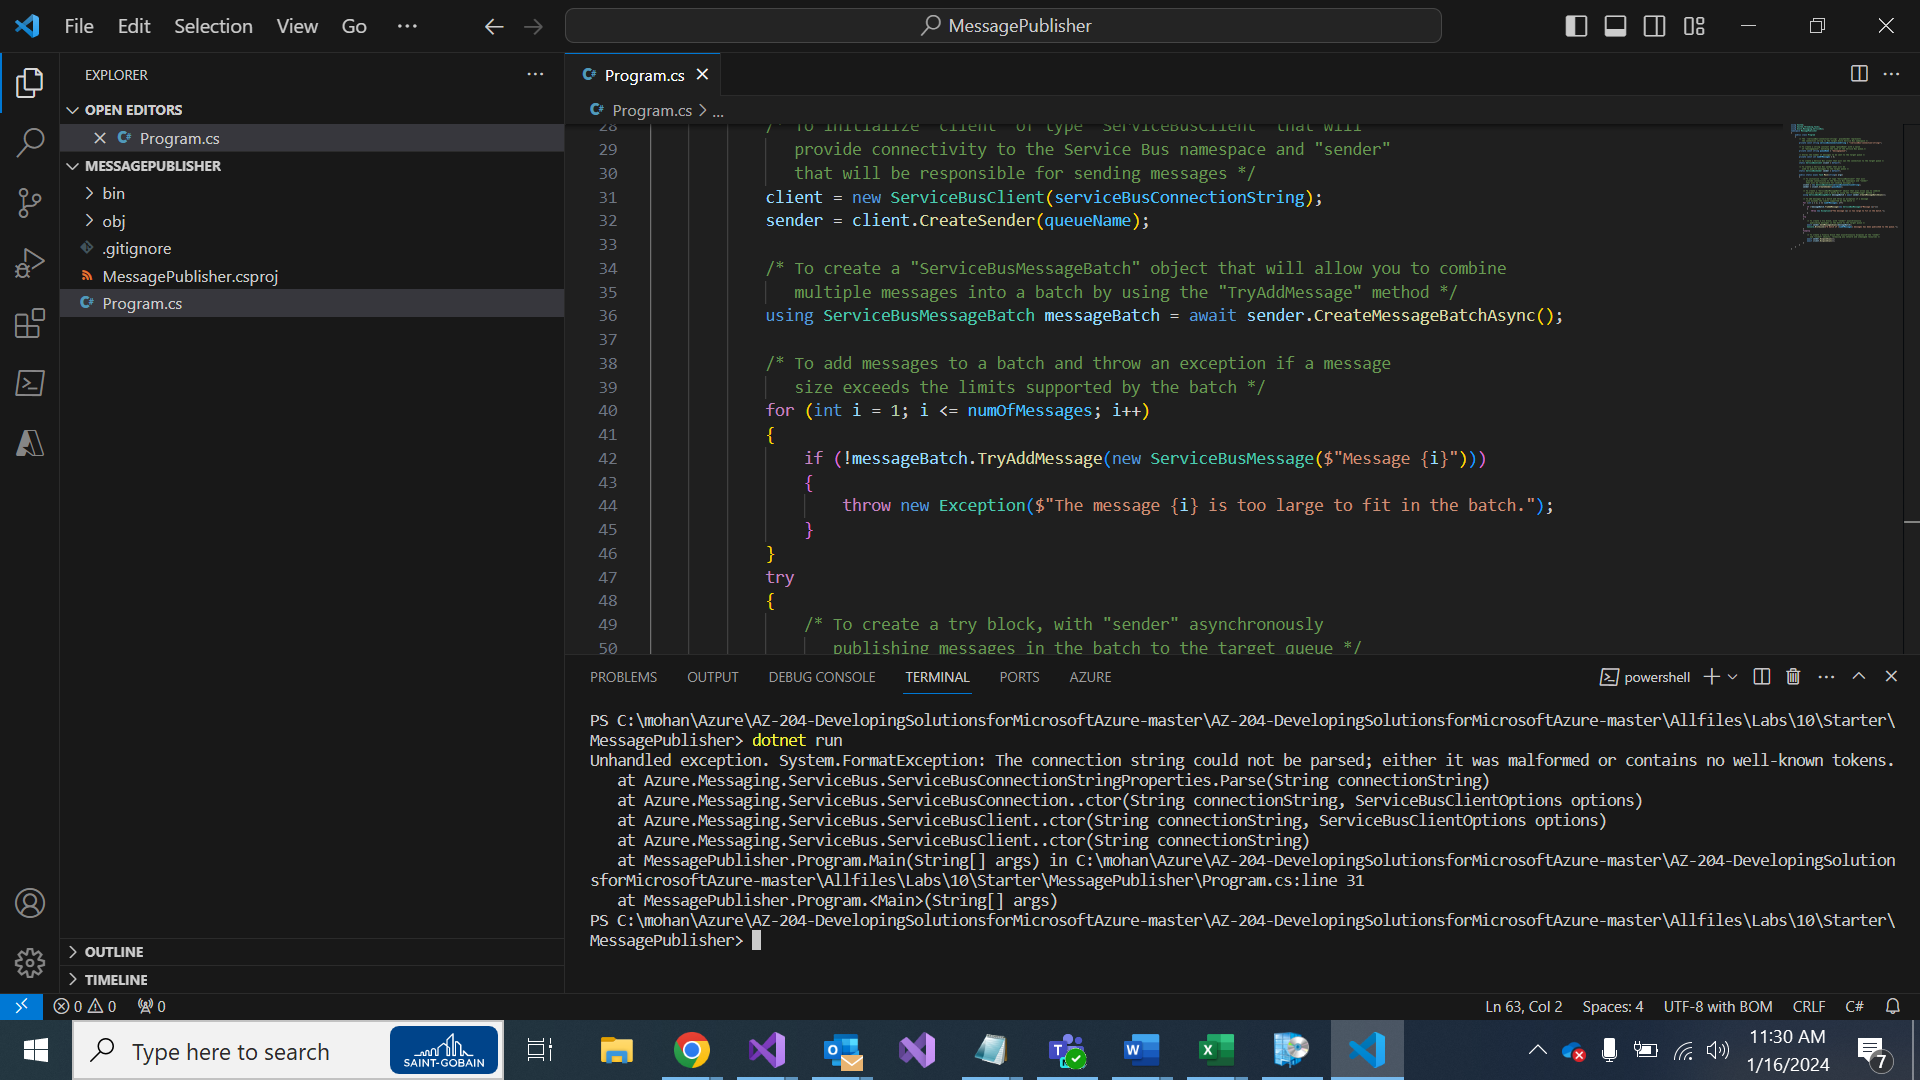 File Edit Selection View Go ···
MessagePublisher
EXPLORER
OPEN EDITORS
Program.cs
MESSAGEPUBLISHER
bin
obj
.gitignore
MessagePublisher.csproj
Program.cs
OUTLINE
TIMELINE
C# Program.cs
C# Program.cs > ...
28 /* To initialize "client" of type "ServiceBusClient" that will
29 provide connectivity to the Service Bus namespace and "sender"
30 that will be responsible for sending messages */
31 client = new ServiceBusClient(serviceBusConnectionString);
32 sender = client.CreateSender(queueName);
33
34 /* To create a "ServiceBusMessageBatch" object that will allow you to combine
35 multiple messages into a batch by using the "TryAddMessage" method */
36 using ServiceBusMessageBatch messageBatch = await sender.CreateMessageBatchAsync();
37
38 /* To add messages to a batch and throw an exception if a message
39 size exceeds the limits supported by the batch */
40 for (int i = 1; i <= numOfMessages; i++)
41 {
42 if (!messageBatch.TryAddMessage(new ServiceBusMessage($"Message {i}")))
43 {
44 throw new Exception($"The message {i} is too large to fit in the batch.");
45 }
46 }
47 try
48 {
49 /* To create a try block, with "sender" asynchronously
50 publishing messages in the batch to the target queue */
PROBLEMS OUTPUT DEBUG CONSOLE TERMINAL PORTS AZURE
powershell
PS C:\mohan\Azure\AZ-204-DevelopingSolutionsforMicrosoftAzure-master\AZ-204-DevelopingSolutionsforMicrosoftAzure-master\Allfiles\Labs\10\Starter\
MessagePublisher> dotnet run
Unhandled exception. System.FormatException: The connection string could not be parsed; either it was malformed or contains no well-known tokens.
at Azure.Messaging.ServiceBus.ServiceBusConnectionStringProperties.Parse(String connectionString)
at Azure.Messaging.ServiceBus.ServiceBusConnection..ctor(String connectionString, ServiceBusClientOptions options)
at Azure.Messaging.ServiceBus.ServiceBusClient..ctor(String connectionString, ServiceBusClientOptions options)
at Azure.Messaging.ServiceBus.ServiceBusClient..ctor(String connectionString)
at MessagePublisher.Program.Main(String[] args) in C:\mohan\Azure\AZ-204-DevelopingSolutionsforMicrosoftAzure-master\AZ-204-DevelopingSolution
sforMicrosoftAzure-master\Allfiles\Labs\10\Starter\MessagePublisher\Program.cs:line 31
at MessagePublisher.Program.<Main>(String[] args)
PS C:\mohan\Azure\AZ-204-DevelopingSolutionsforMicrosoftAzure-master\AZ-204-DevelopingSolutionsforMicrosoftAzure-master\Allfiles\Labs\10\Starter\
MessagePublisher>
0 0 0
Ln 63, Col 2 Spaces: 4 UTF-8 with BOM CRLF C#
Type here to search
SAINT-GOBAIN
11:30 AM
1/16/2024
7